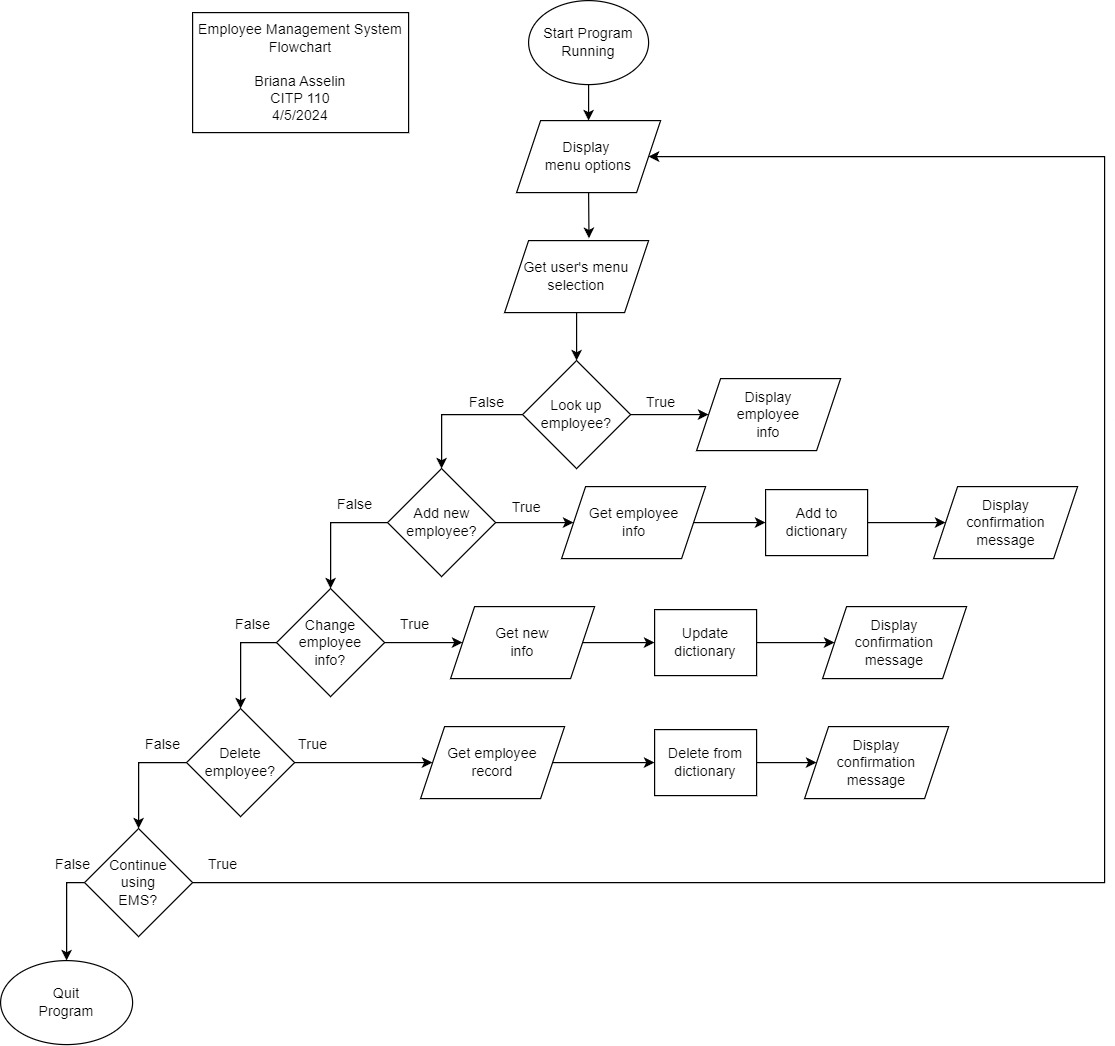 Employee Management System
Flowchart
Briana Asselin
CITP 110
4/5/2024
Start Program
Running
Display
menu options
Get user's menu
selection
Look up
employee?
False
True
Display
employee
info
Add new
employee?
False
True
Get employee
info
Add to
dictionary
Display
confirmation
message
Change
employee
info?
False
True
Get new
info
Update
dictionary
Display
confirmation
message
Delete
employee?
False
True
Get employee
record
Delete from
dictionary
Display
confirmation
message
Continue
using
EMS?
False
True
Quit
Program